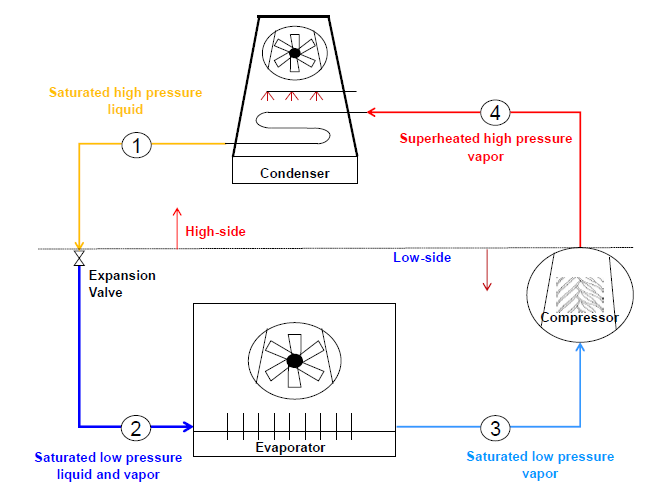 Saturated high pressure
liquid
1
4
Superheated high pressure
vapor
Condenser
High-side
Low-side
Expansion
Valve
Compressor
2
Evaporator
3
Saturated low pressure
liquid and vapor
Saturated low pressure
vapor